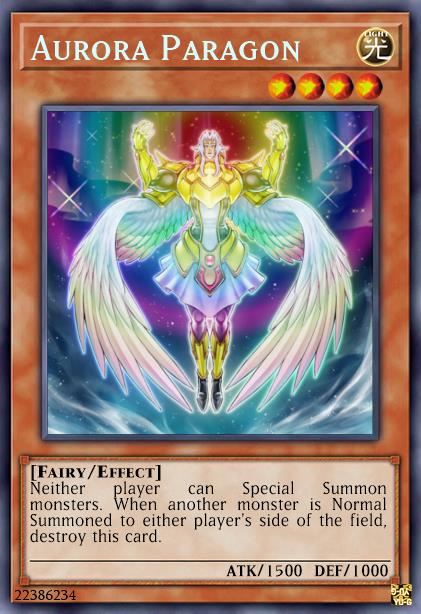 AURORA PARAGON
LIGHT
光
[FAIRY/EFFECT]
Neither player can Special Summon
monsters. When another monster is Normal
Summoned to either player's side of the field,
destroy this card.
ATK/1500 DEF/1000
22386234